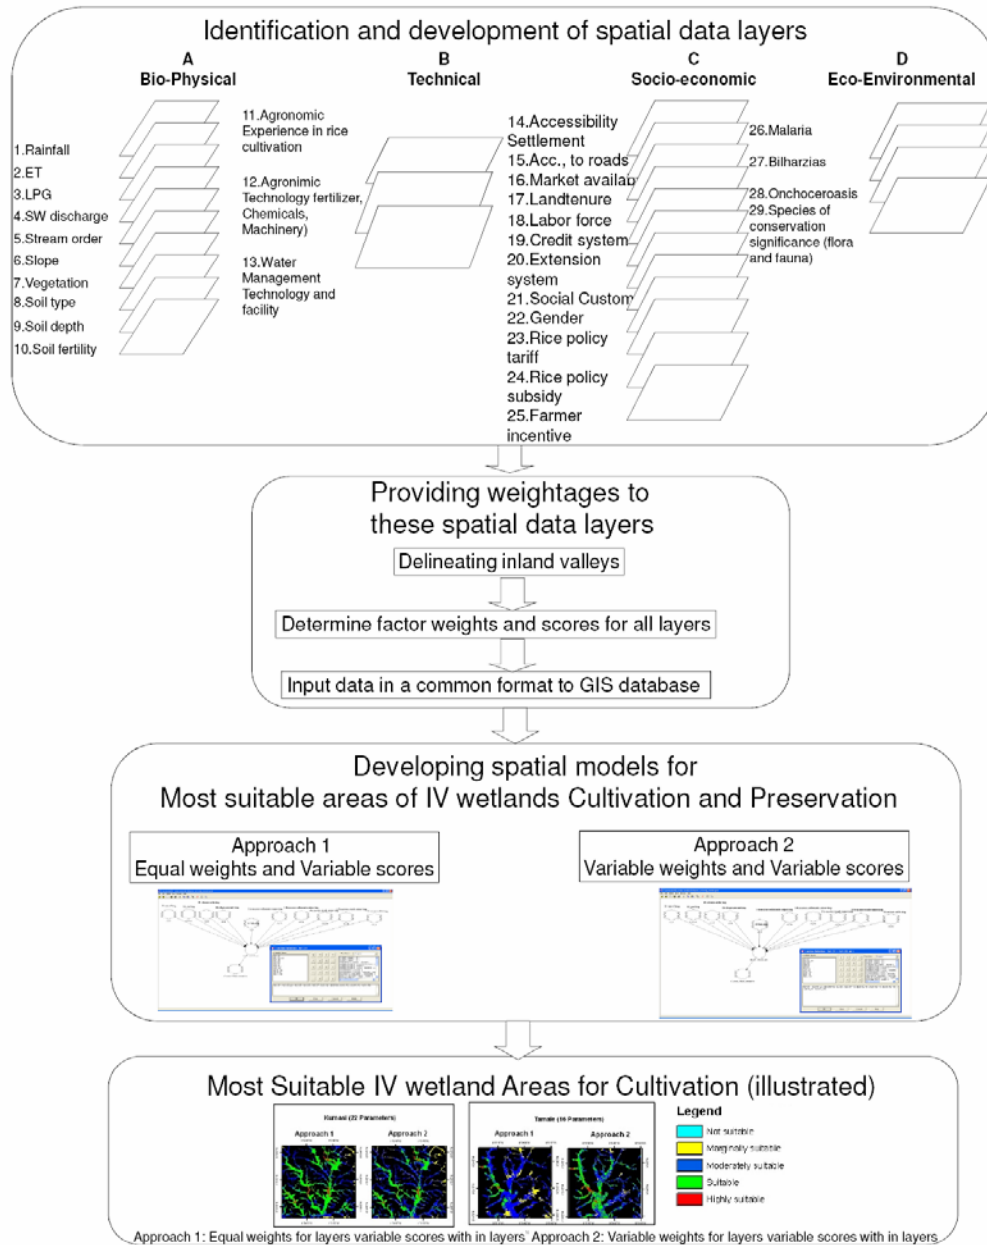 Identification and development of spatial data layers
A
Bio-Physical
B
Technical
C
Socio-economic
D
Eco-Environmental
1.Rainfall
2.ET
3.LPG
4.SW discharge
5.Stream order
6.Slope
7.Vegetation
8.Soil type
9.Soil depth
10.Soil fertility
11.Agronomic
Experience in rice
cultivation
12.Agronimic
Technology fertilizer,
Chemicals,
Machinery)
13.Water
Management
Technology and
facility
14.Accessibility
Settlement
15.Acc., to roads
16.Market availab
17.Landtenure
18.Labor force
19.Credit system
20.Extension
system
21.Social Custom
22.Gender
23.Rice policy
tariff
24.Rice policy
subsidy
25.Farmer
incentive
26.Malaria
27.Bilharzias
28.Onchoceroasis
29.Species of
conservation
significance (flora
and fauna)
Providing weightages to
these spatial data layers
Delineating inland valleys
Determine factor weights and scores for all layers
Input data in a common format to GIS database
Developing spatial models for
Most suitable areas of IV wetlands Cultivation and Preservation
Approach 1
Equal weights and Variable scores
Approach 2
Variable weights and Variable scores
Most Suitable IV wetland Areas for Cultivation (illustrated)
Kumasi (22 Parameters)
Approach 1
Approach 2
Tamale (16 Parameters)
Approach 1
Approach 2
Legend
Not suitable
Marginally suitable
Moderately suitable
Suitable
Highly suitable
Approach 1: Equal weights for layers variable scores with in layers Approach 2: Variable weights for layers variable scores with in layers